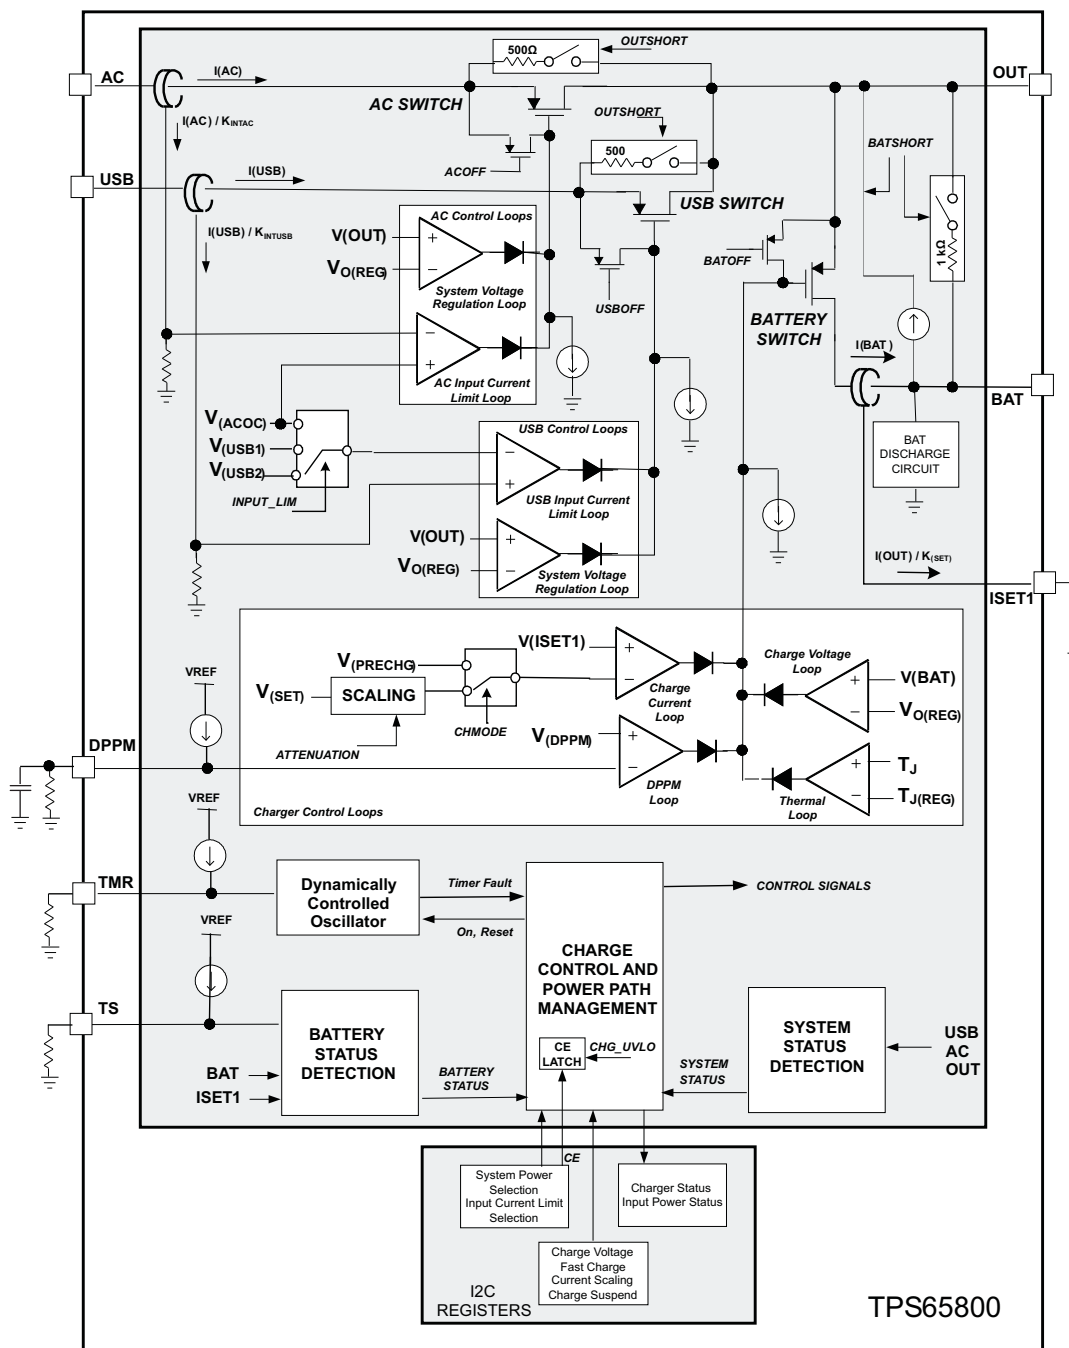 500Ω
OUTSHORT
AC
I(AC)
OUT
AC SWITCH
I(AC) / KINTAC
OUTSHORT
BATSHORT
500
ACOFF
USB
I(USB)
USB SWITCH
AC Control Loops
I(USB) / KINTUSB
V(OUT)
+
1 kΩ
VO(REG)
−
BATOFF
System Voltage
Regulation Loop
USBOFF
BATTERY
SWITCH
−
+
I(BAT)
AC Input Current
Limit Loop
BAT
V(ACOC)
V(USB1)
V(USB2)
INPUT_LIM
USB Control Loops
−
+
BAT
DISCHARGE
CIRCUIT
USB Input Current
Limit Loop
V(OUT)
+
VO(REG)
−
I(OUT) / K(SET)
System Voltage
Regulation Loop
ISET1
V(ISET1)
+
−
Charge Voltage
Loop
V(PRECHG)
VREF
V(SET)
SCALING
Charge
Current
Loop
+
V(BAT)
−
VO(REG)
CHMODE
ATTENUATION
V(DPPM)
+
−
DPPM
DPPM
Loop
+
TJ
−
TJ(REG)
Thermal
Loop
VREF
Charger Control Loops
TMR
Dynamically
Controlled
Oscillator
Timer Fault
CONTROL SIGNALS
On, Reset
VREF
CHARGE
CONTROL AND
POWER PATH
MANAGEMENT
TS
BATTERY
STATUS
DETECTION
SYSTEM
STATUS
DETECTION
USB
AC
OUT
CE
LATCH
CHG_UVLO
BAT
ISET1
BATTERY
STATUS
SYSTEM
STATUS
CE
System Power
Selection
Input Current Limit
Selection
Charger Status
Input Power Status
Charge Voltage
Fast Charge
Current Scaling
Charge Suspend
I2C
REGISTERS
TPS65800